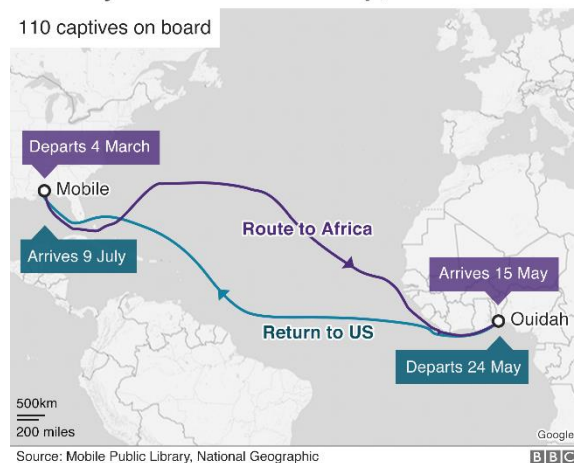 110 captives on board
Departs 4 March
Mobile
Route to Africa
Arrives 9 July
Arrives 15 May
Ouidah
Return to US
Departs 24 May
500km
200 miles
Google
Source: Mobile Public Library, National Geographic
BBC